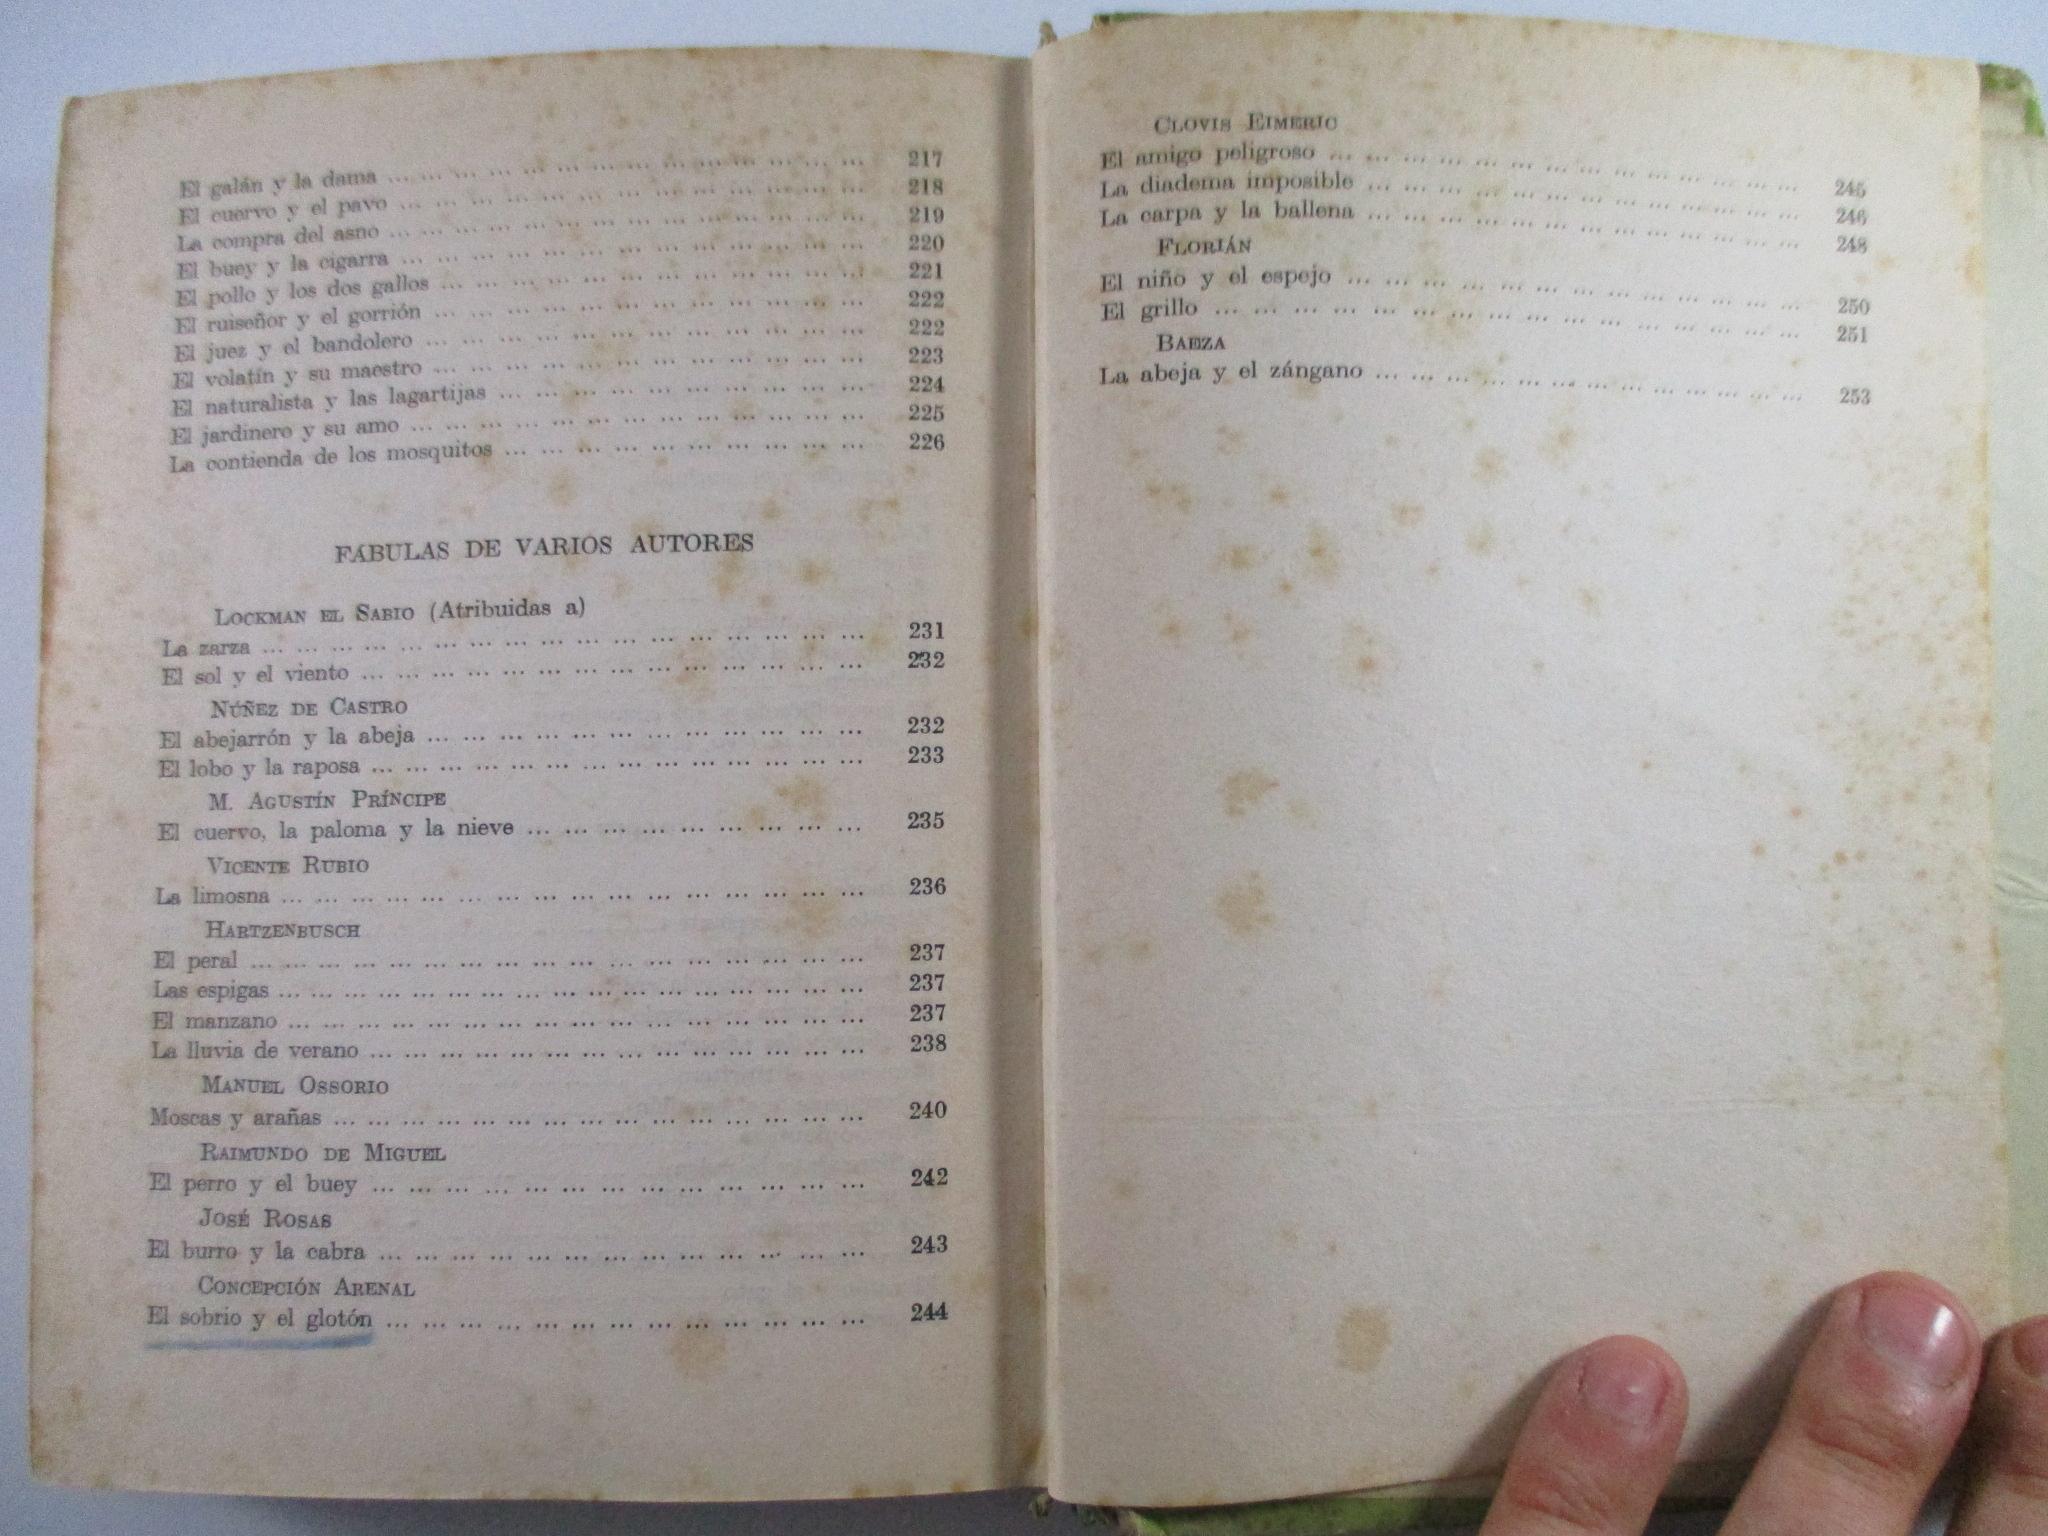 El galán y la dama ... ... ... ... ... ... ... ... ... ... ... ... ... ... 217
El cuervo y el pavo ... ... ... ... ... ... ... ... ... ... ... ... ... 218
La compra del asno ... ... ... ... ... ... ... ... ... ... ... ... ... ... 219
El buey y la cigarra ... ... ... ... ... ... ... ... ... ... ... ... ... 220
El pollo y los dos gallos ... ... ... ... ... ... ... ... ... ... ... ... 221
El ruiseñor y el gorrión ... ... ... ... ... ... ... ... ... ... ... ... 222
El juez y el bandolero ... ... ... ... ... ... ... ... ... ... ... ... ... 222
El volatín y su maestro ... ... ... ... ... ... ... ... ... ... ... ... 223
El naturalista y las lagartijas ... ... ... ... ... ... ... ... ... ... ... 224
El jardinero y su amo ... ... ... ... ... ... ... ... ... ... ... ... ... 225
La contienda de los mosquitos ... ... ... ... ... ... ... ... ... ... 226
FÁBULAS DE VARIOS AUTORES
LOCKMAN EL SABIO (Atribuidas a)
La zarza ... ... ... ... ... ... ... ... ... ... ... ... ... ... ... ... ... 231
El sol y el viento ... ... ... ... ... ... ... ... ... ... ... ... ... ... 232
NÚÑEZ DE CASTRO
El abejarrón y la abeja ... ... ... ... ... ... ... ... ... ... ... ... 232
El lobo y la raposa ... ... ... ... ... ... ... ... ... ... ... ... ... ... 233
M. AGUSTÍN PRÍNCIPE
El cuervo, la paloma y la nieve ... ... ... ... ... ... ... ... ... ... 235
VICENTE RUBIO
La limosna ... ... ... ... ... ... ... ... ... ... ... ... ... ... ... ... ... 236
HARTZENBUSCH
El peral ... ... ... ... ... ... ... ... ... ... ... ... ... ... ... ... ... ... 237
Las espigas ... ... ... ... ... ... ... ... ... ... ... ... ... ... ... ... ... 237
El manzano ... ... ... ... ... ... ... ... ... ... ... ... ... ... ... ... ... 237
La lluvia de verano ... ... ... ... ... ... ... ... ... ... ... ... ... ... 238
MANUEL OSSORIO
Moscas y arañas ... ... ... ... ... ... ... ... ... ... ... ... ... ... ... 240
RAIMUNDO DE MIGUEL
El perro y el buey ... ... ... ... ... ... ... ... ... ... ... ... ... ... 242
JOSÉ ROSAS
El burro y la cabra ... ... ... ... ... ... ... ... ... ... ... ... ... ... 243
CONCEPCIÓN ARENAL
El sobrio y el glotón ... ... ... ... ... ... ... ... ... ... ... ... ... ... 244
CLOVIS EIMERIC
El amigo peligroso ... ... ... ... ... ... ... ... ... ... ... ... ... ... 245
La diadema imposible ... ... ... ... ... ... ... ... ... ... ... ... ... 246
La carpa y la ballena ... ... ... ... ... ... ... ... ... ... ... ... ... 248
FLORIÁN
El niño y el espejo ... ... ... ... ... ... ... ... ... ... ... ... ... 250
El grillo ... ... ... ... ... ... ... ... ... ... ... ... ... ... ... ... ... 251
BAEZA
La abeja y el zángano ... ... ... ... ... ... ... ... ... ... ... ... ... 253